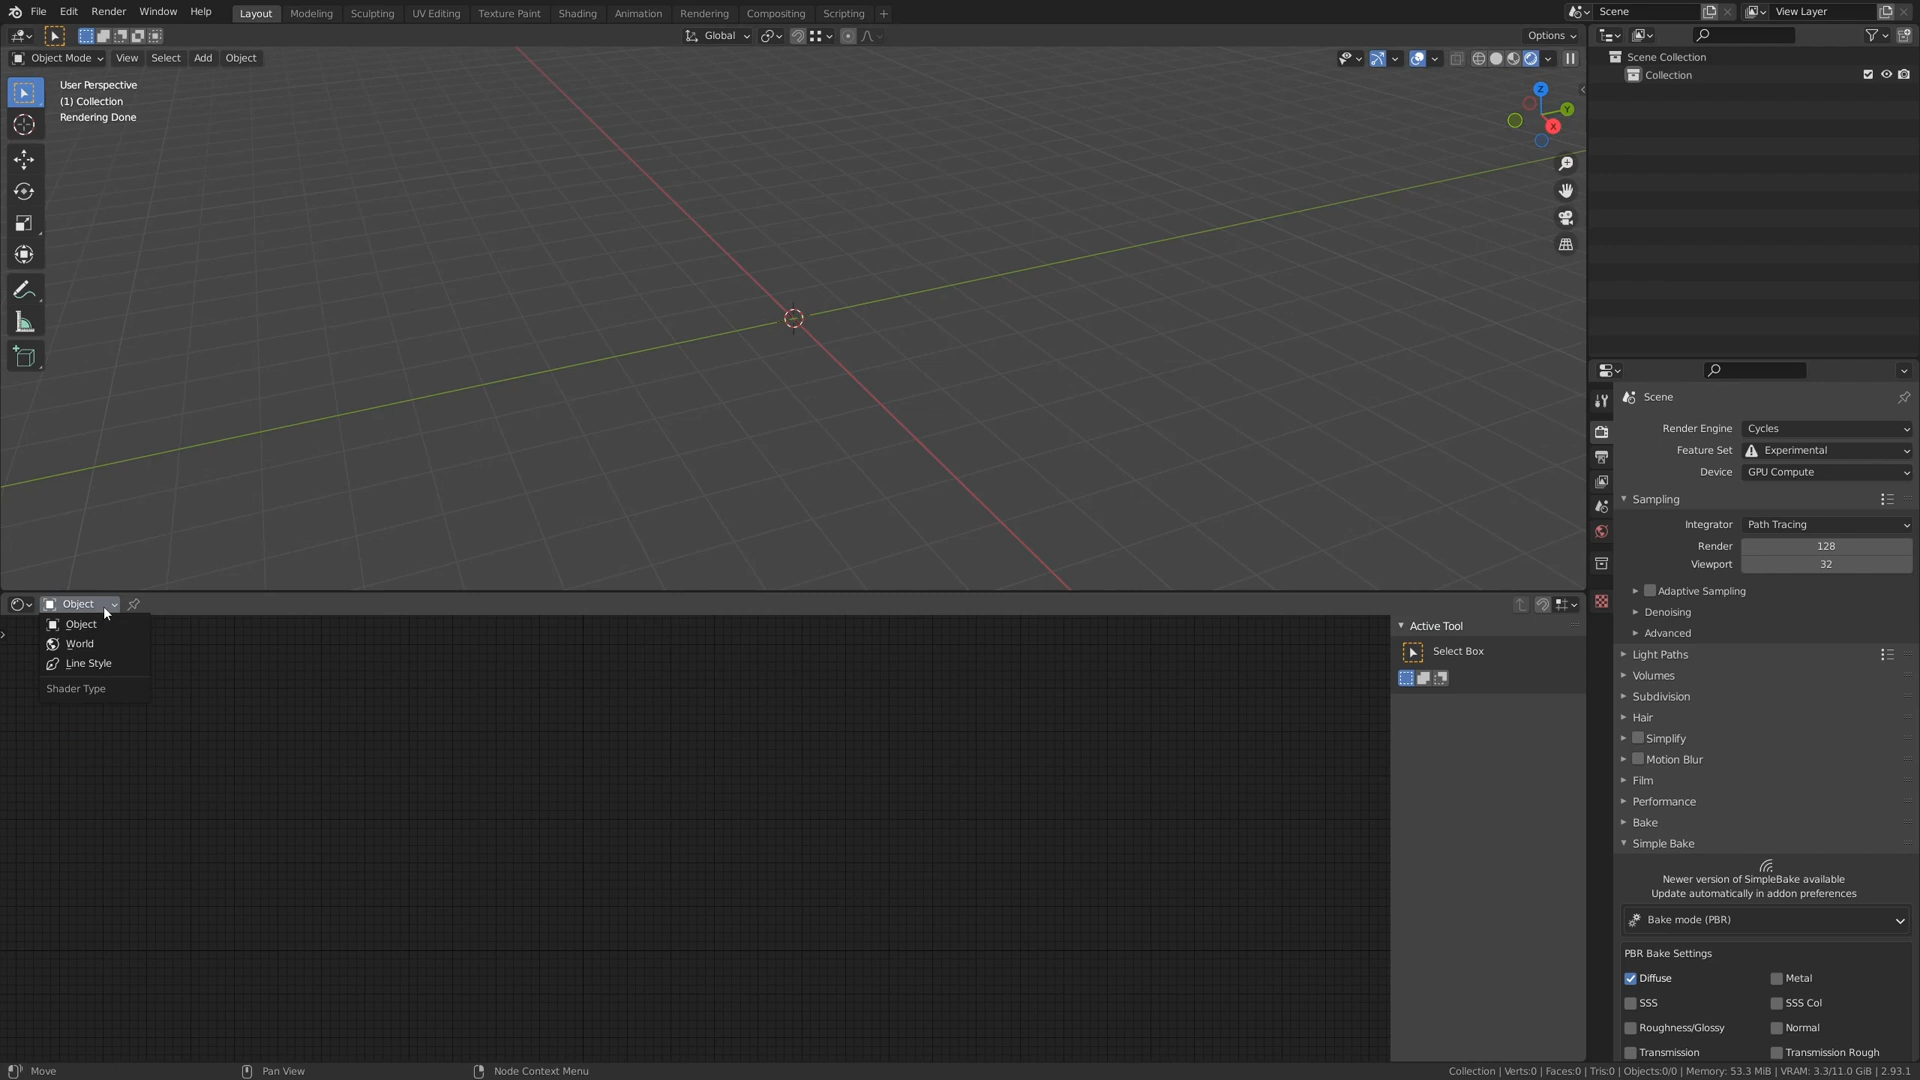 File Edit Render Window Help
Layout Modeling Sculpting UV Editing Texture Paint Shading Animation Rendering Compositing Scripting +
Scene
View Layer
Global
Options
Object Mode View Select Add Object
User Perspective
(1) Collection
Rendering Done
Z
Y
X
Scene Collection
Collection
Scene
Render Engine Cycles
Feature Set Experimental
Device GPU Compute
Sampling
Integrator Path Tracing
Render 128
Viewport 32
Adaptive Sampling
Denoising
Advanced
Light Paths
Volumes
Subdivision
Hair
Simplify
Motion Blur
Film
Performance
Bake
Simple Bake
Newer version of SimpleBake available
Update automatically in addon preferences
Bake mode (PBR)
PBR Bake Settings
Diffuse Metal
SSS SSS Col
Roughness/Glossy Normal
Transmission Transmission Rough
Object
Object
World
Line Style
Shader Type
Active Tool
Select Box
Move Pan View Node Context Menu
Collection | Verts:0 | Faces:0 | Tris:0 | Objects:0/0 | Memory: 53.3 MiB | VRAM: 3.3/11.0 GiB | 2.93.1